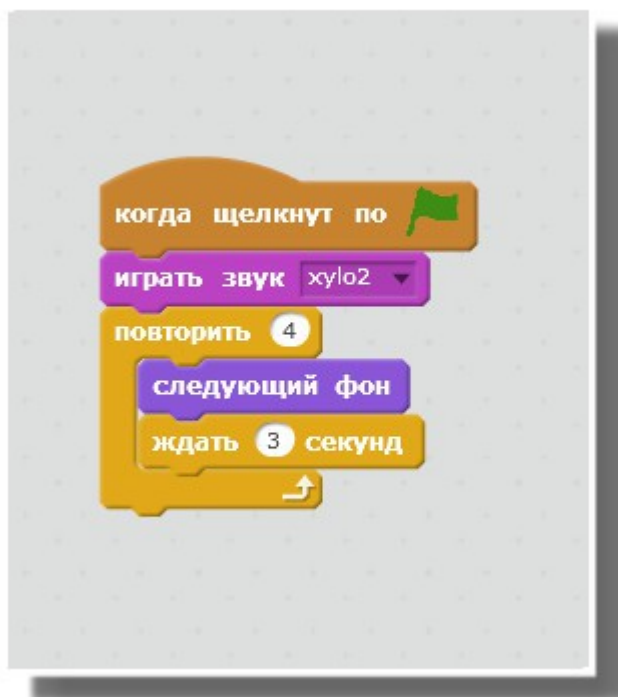 когда щелкнут по
играть звук xylo2
повторить 4
следующий фон
ждать 3 секунд